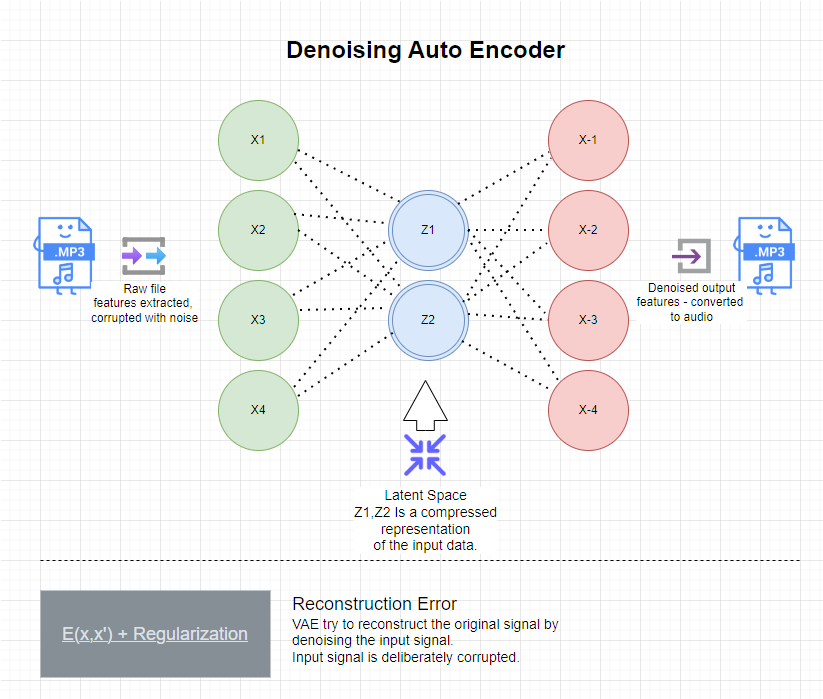 Denoising Auto Encoder
X1
X-1
X2
Z1
X-2
.MP3
.MP3
Raw file
features extracted,
corrupted with noise
Denoised output
features - converted
to audio
X3
Z2
X-3
X4
X-4
Latent Space
Z1,Z2 Is a compressed
representation
of the input data.
E(x,x') + Regularization
Reconstruction Error
VAE try to reconstruct the original signal by
denoising the input signal.
Input signal is deliberately corrupted.